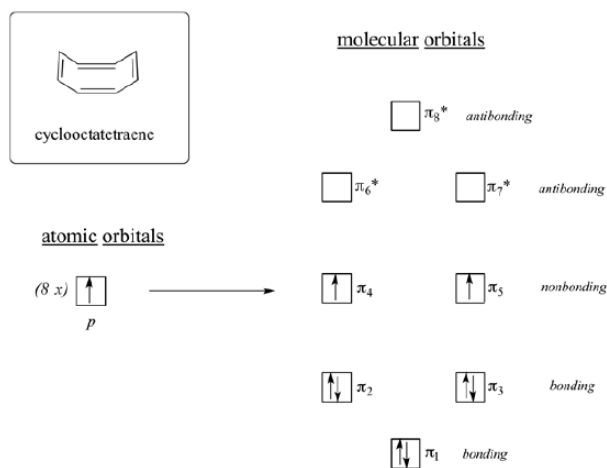 molecular orbitals
cyclooctatetraene
π8* antibonding
π6* π7* antibonding
atomic orbitals
(8 x)
p
π4 π5 nonbonding
π2 π3 bonding
π1 bonding